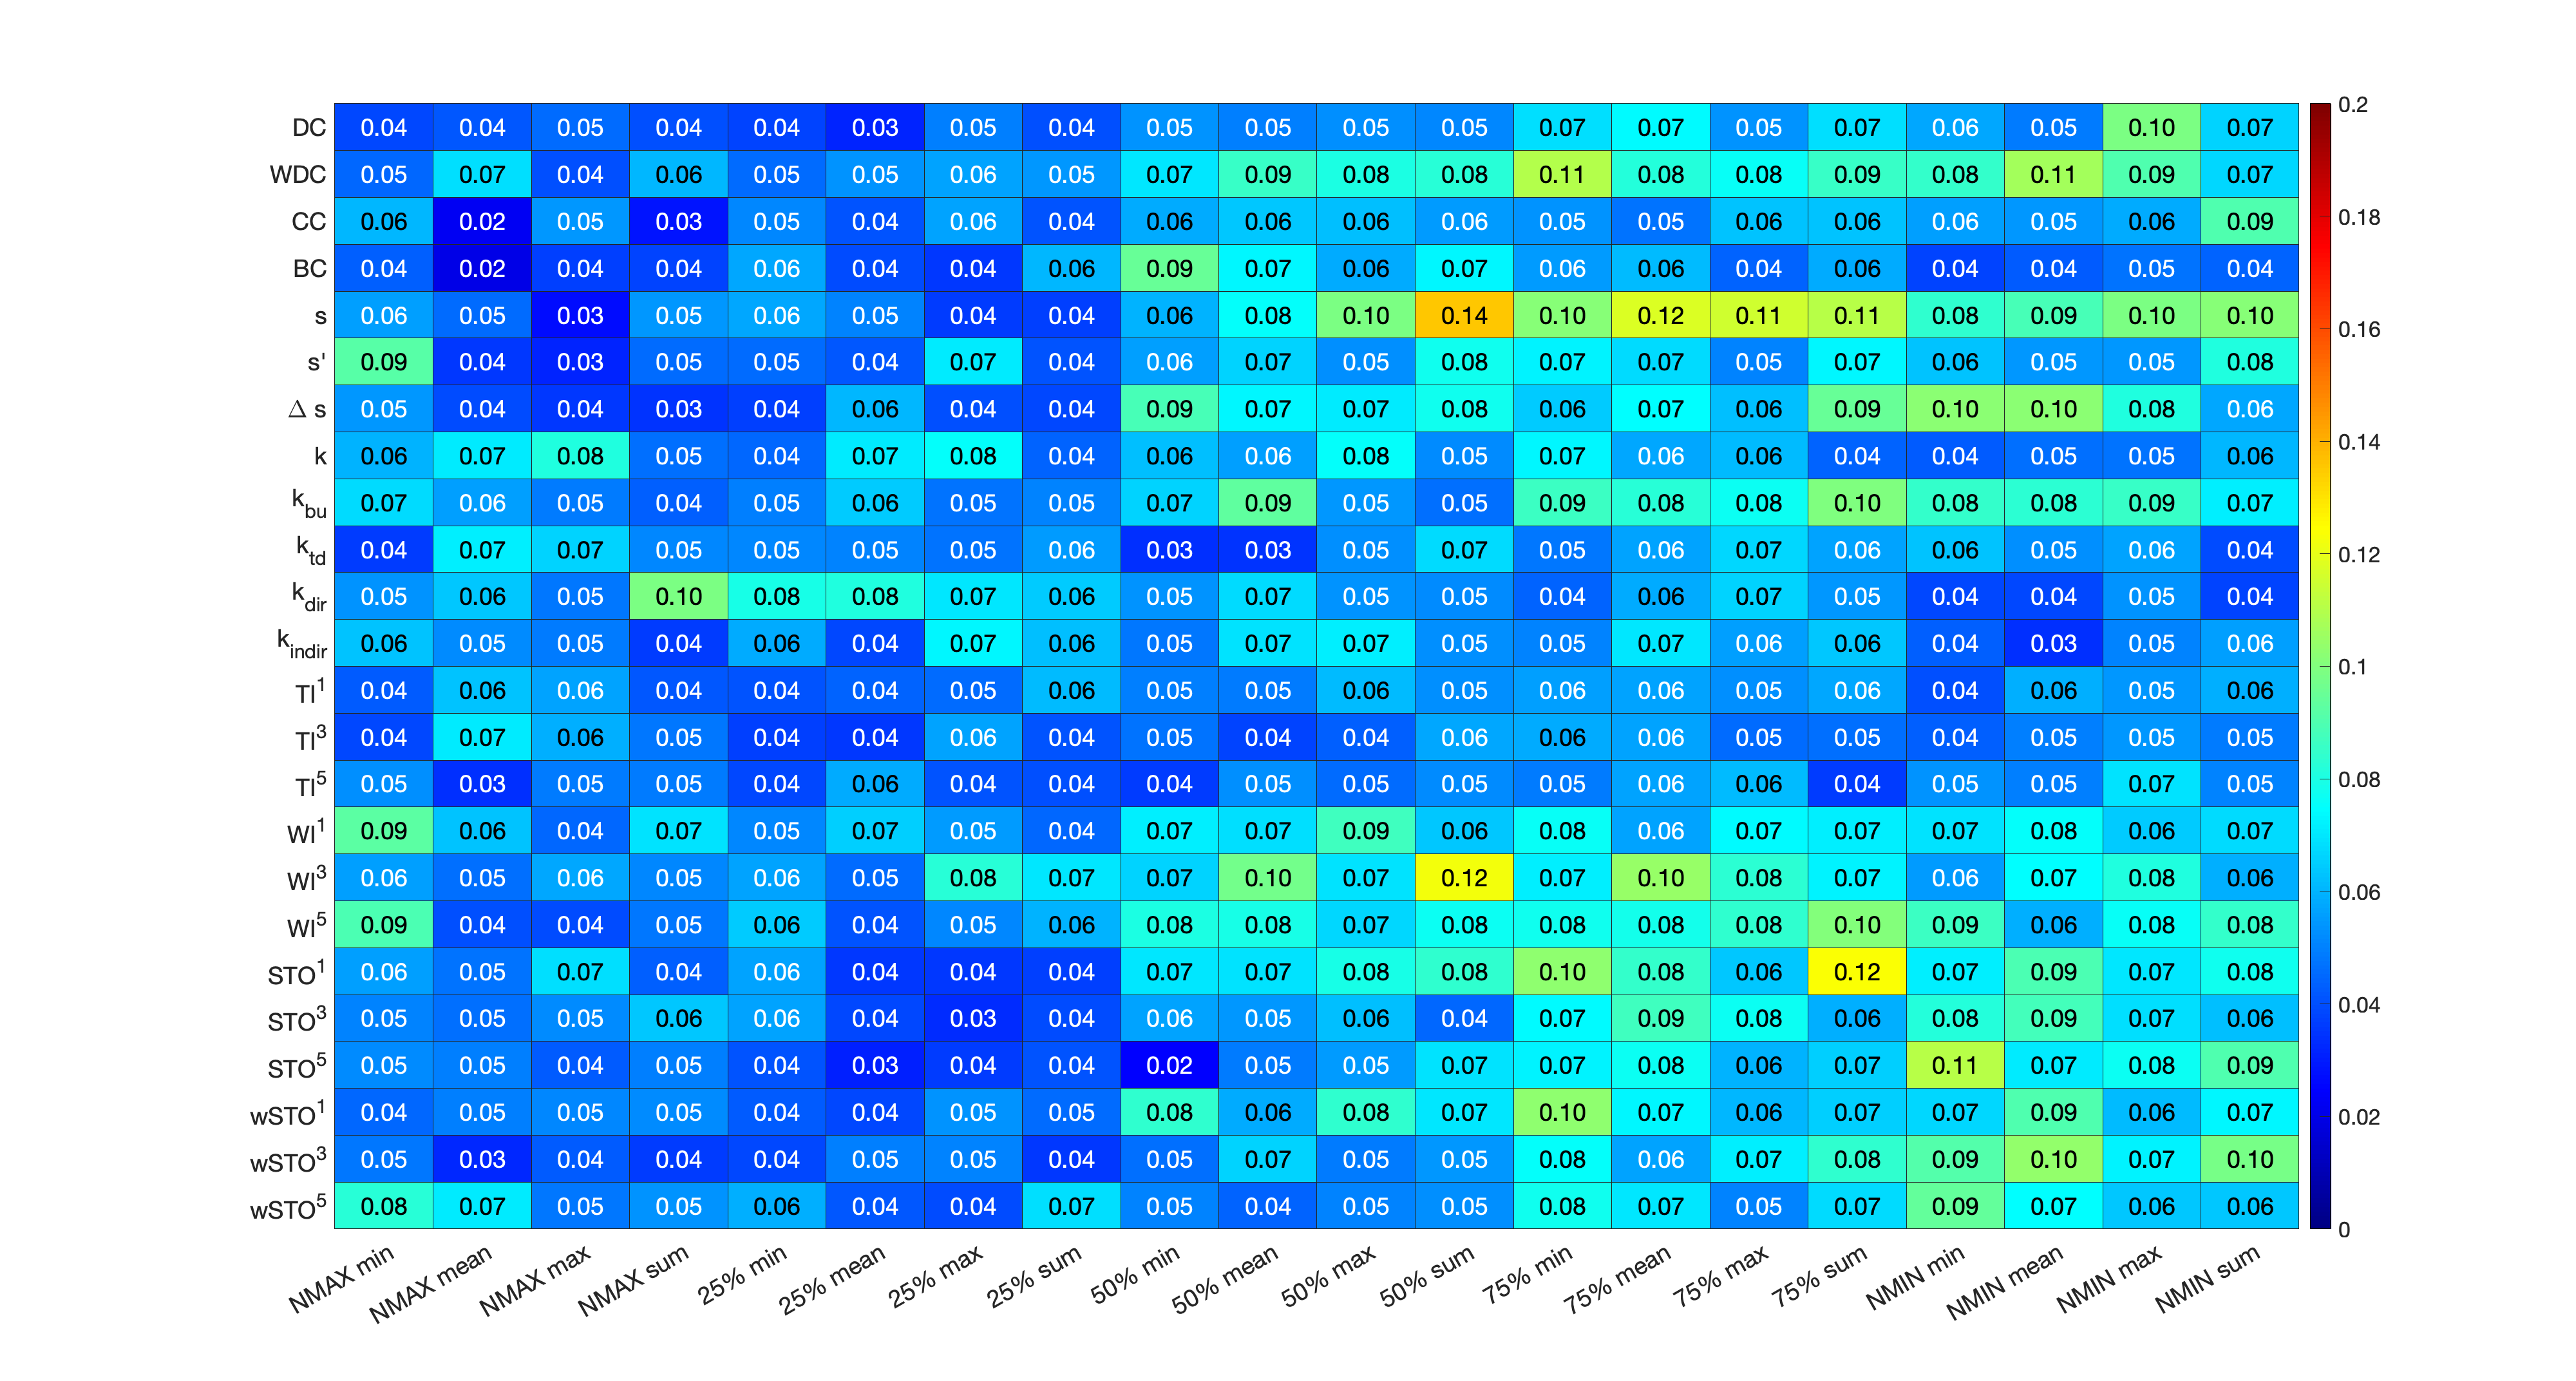 DC 0.04 0.04 0.05 0.04 0.04 0.03 0.05 0.04 0.05 0.05 0.05 0.05 0.07 0.07 0.05 0.07 0.06 0.05 0.10 0.07
WDC 0.05 0.07 0.04 0.06 0.05 0.05 0.06 0.05 0.07 0.09 0.08 0.08 0.11 0.08 0.08 0.09 0.08 0.11 0.09 0.07
CC 0.06 0.02 0.05 0.03 0.05 0.04 0.06 0.04 0.06 0.06 0.06 0.06 0.05 0.05 0.06 0.06 0.06 0.05 0.06 0.09
BC 0.04 0.02 0.04 0.04 0.06 0.04 0.04 0.06 0.09 0.07 0.06 0.07 0.06 0.06 0.04 0.06 0.04 0.04 0.05 0.04
s 0.06 0.05 0.03 0.05 0.06 0.05 0.04 0.04 0.06 0.08 0.10 0.14 0.10 0.12 0.11 0.11 0.08 0.09 0.10 0.10
s' 0.09 0.04 0.03 0.05 0.05 0.04 0.07 0.04 0.06 0.07 0.05 0.08 0.07 0.07 0.05 0.07 0.06 0.05 0.05 0.08
Δ s 0.05 0.04 0.04 0.03 0.04 0.06 0.04 0.04 0.09 0.07 0.07 0.08 0.06 0.07 0.06 0.09 0.10 0.10 0.08 0.06
k 0.06 0.07 0.08 0.05 0.04 0.07 0.08 0.04 0.06 0.06 0.08 0.05 0.07 0.06 0.06 0.04 0.04 0.05 0.05 0.06
k_bu 0.07 0.06 0.05 0.04 0.05 0.06 0.05 0.05 0.07 0.09 0.05 0.05 0.09 0.08 0.08 0.10 0.08 0.08 0.09 0.07
k_td 0.04 0.07 0.07 0.05 0.05 0.05 0.05 0.06 0.03 0.03 0.05 0.07 0.05 0.06 0.07 0.06 0.06 0.05 0.06 0.04
k_dir 0.05 0.06 0.05 0.10 0.08 0.08 0.07 0.06 0.05 0.07 0.05 0.05 0.04 0.06 0.07 0.05 0.04 0.04 0.05 0.04
k_indir 0.06 0.05 0.05 0.04 0.06 0.04 0.07 0.06 0.05 0.07 0.07 0.05 0.05 0.07 0.06 0.06 0.04 0.03 0.05 0.06
TI^1 0.04 0.06 0.06 0.04 0.04 0.04 0.05 0.06 0.05 0.05 0.06 0.05 0.06 0.06 0.05 0.06 0.04 0.06 0.05 0.06
TI^3 0.04 0.07 0.06 0.05 0.04 0.04 0.06 0.04 0.05 0.04 0.04 0.06 0.06 0.06 0.05 0.05 0.04 0.05 0.05 0.05
TI^5 0.05 0.03 0.05 0.05 0.04 0.06 0.04 0.04 0.04 0.05 0.05 0.05 0.05 0.06 0.06 0.04 0.05 0.05 0.07 0.05
WI^1 0.09 0.06 0.04 0.07 0.05 0.07 0.05 0.04 0.07 0.07 0.09 0.06 0.08 0.06 0.07 0.07 0.07 0.08 0.06 0.07
WI^3 0.06 0.05 0.06 0.05 0.06 0.05 0.08 0.07 0.07 0.10 0.07 0.12 0.07 0.10 0.08 0.07 0.06 0.07 0.08 0.06
WI^5 0.09 0.04 0.04 0.05 0.06 0.04 0.05 0.06 0.08 0.08 0.07 0.08 0.08 0.08 0.08 0.10 0.09 0.06 0.08 0.08
STO^1 0.06 0.05 0.07 0.04 0.06 0.04 0.04 0.04 0.07 0.07 0.08 0.08 0.10 0.08 0.06 0.12 0.07 0.09 0.07 0.08
STO^3 0.05 0.05 0.05 0.06 0.06 0.04 0.03 0.04 0.06 0.05 0.06 0.04 0.07 0.09 0.08 0.06 0.08 0.09 0.07 0.06
STO^5 0.05 0.05 0.04 0.05 0.04 0.03 0.04 0.04 0.02 0.05 0.05 0.07 0.07 0.08 0.06 0.07 0.11 0.07 0.08 0.09
wSTO^1 0.04 0.05 0.05 0.05 0.04 0.04 0.05 0.05 0.08 0.06 0.08 0.07 0.10 0.07 0.06 0.07 0.07 0.09 0.06 0.07
wSTO^3 0.05 0.03 0.04 0.04 0.04 0.05 0.05 0.04 0.05 0.07 0.05 0.05 0.08 0.06 0.07 0.08 0.09 0.10 0.07 0.10
wSTO^5 0.08 0.07 0.05 0.05 0.06 0.04 0.04 0.07 0.05 0.04 0.05 0.05 0.08 0.07 0.05 0.07 0.09 0.07 0.06 0.06
NMAX min NMAX mean NMAX max NMAX sum 25% min 25% mean 25% max 25% sum 50% min 50% mean 50% max 50% sum 75% min 75% mean 75% max 75% sum NMIN min NMIN mean NMIN max NMIN sum
0.2
0.18
0.16
0.14
0.12
0.1
0.08
0.06
0.04
0.02
0